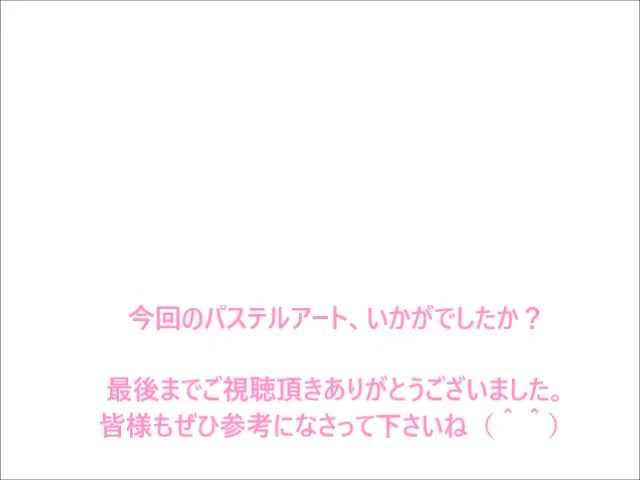 今回のパステルアート、いかがでしたか？
最後までご視聴頂きありがとうございました。
皆様もぜひ参考になさって下さいね（＾＾）